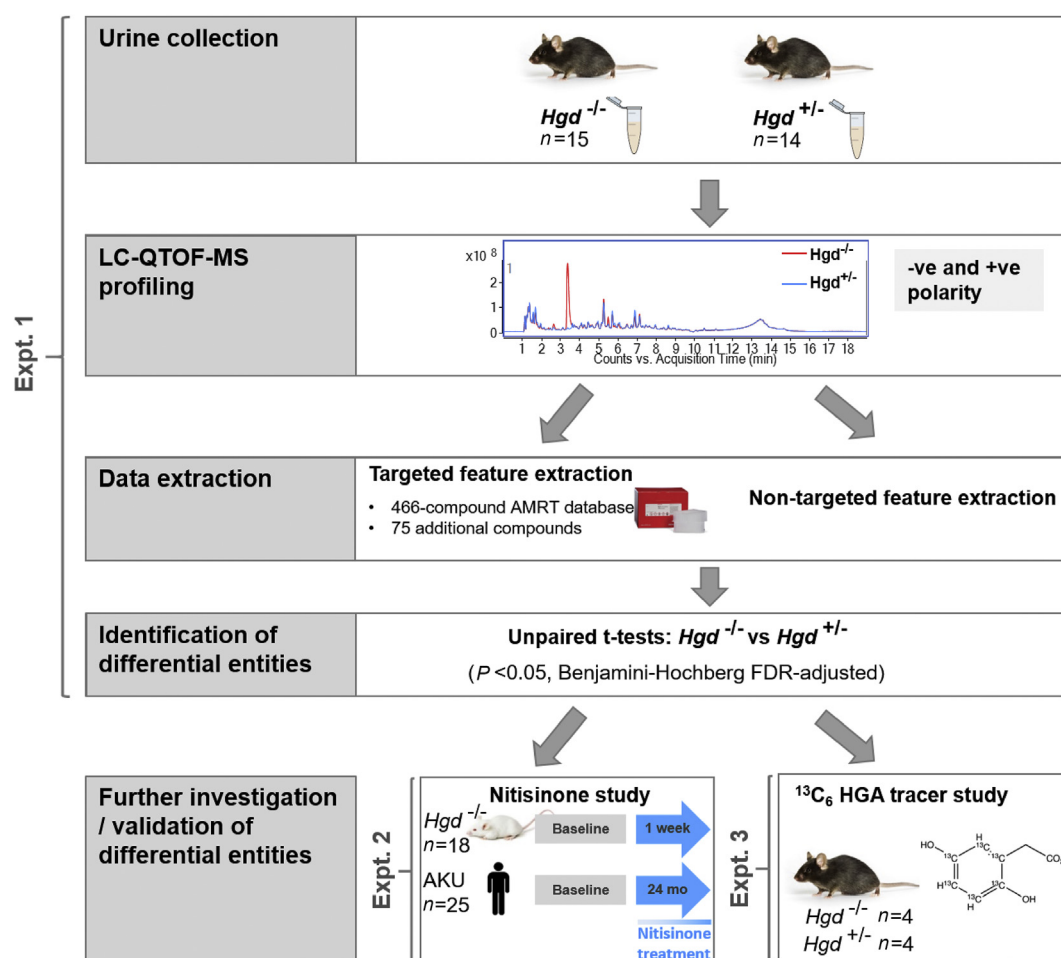 Expt. 1
Urine collection
Hgd -/-
n=15
Hgd +/-
n=14
LC-QTOF-MS
profiling
x10 8
1
Hgd-/-
Hgd+/-
2
1
0
1 2 3 4 5 6 7 8 9 10 11 12 13 14 15 16 17 18
Counts vs. Acquisition Time (min)
-ve and +ve
polarity
Data extraction
Targeted feature extraction
• 466-compound AMRT database
• 75 additional compounds
Non-targeted feature extraction
Identification of
differential entities
Unpaired t-tests: Hgd -/- vs Hgd +/-
(P <0.05, Benjamini-Hochberg FDR-adjusted)
Further investigation
/ validation of
differential entities
Expt. 2
Nitisinone study
Hgd -/-
n=18
Baseline
1 week
AKU
n=25
Baseline
24 mo
Nitisinone
treatment
Expt. 3
13C6 HGA tracer study
Hgd -/- n=4
Hgd +/- n=4
H
HO
13C
13C
13C
CO
H13C
13C
13C
H
OH